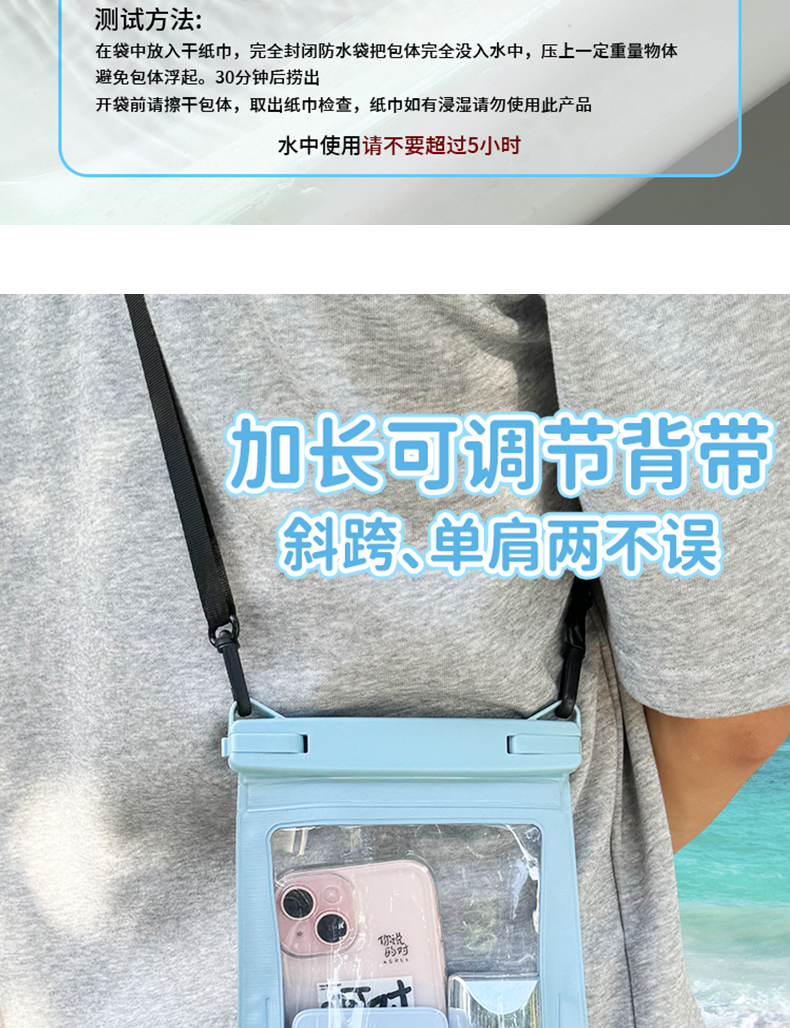 测试方法:
在袋中放入干纸巾，完全封闭防水袋把包体完全没入水中，压上一定重量物体
避免包体浮起。30分钟后捞出
开袋前请擦干包体，取出纸巾检查，纸巾如有浸湿请勿使用此产品
水中使用请不要超过5小时
加长可调节背带
斜跨、单肩两不误
你说
的对